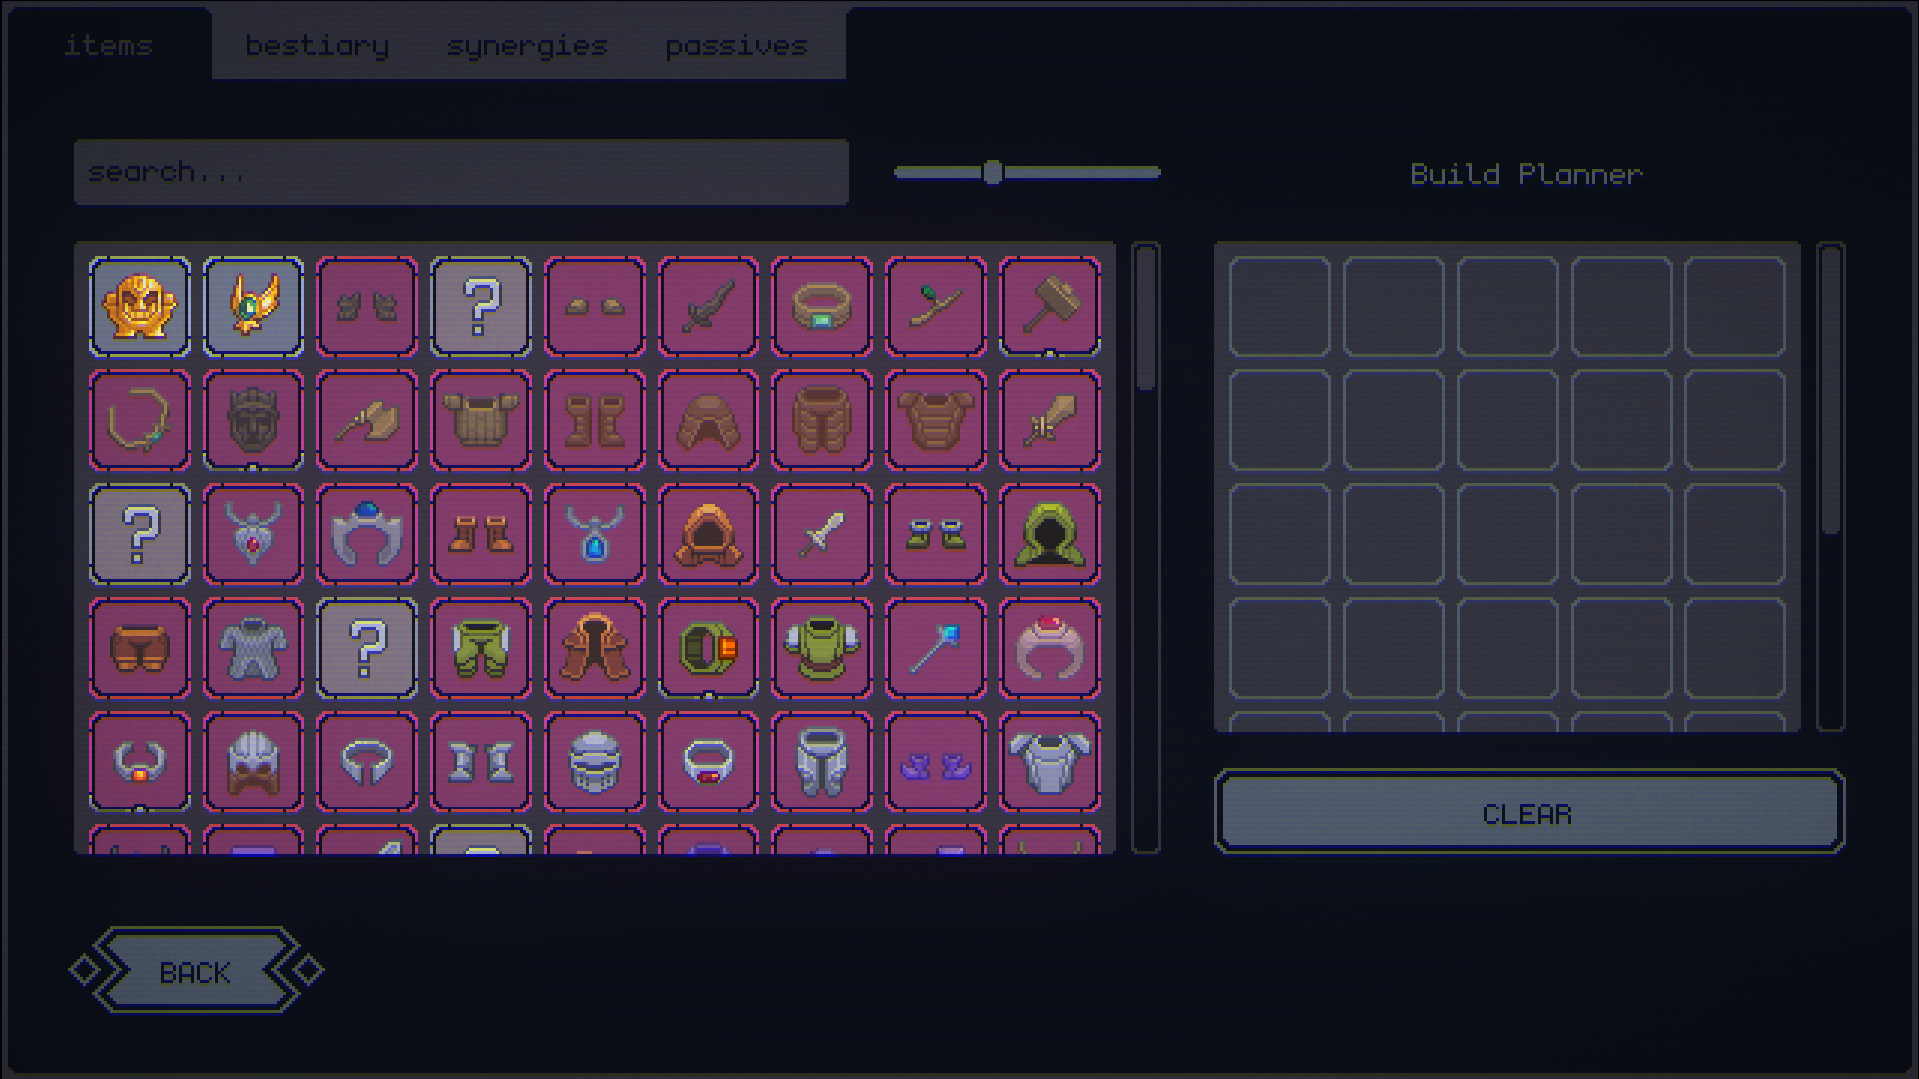 items
bestiary
synergies
passives
search...
Build Planner
?
?
?
CLEAR
BACK